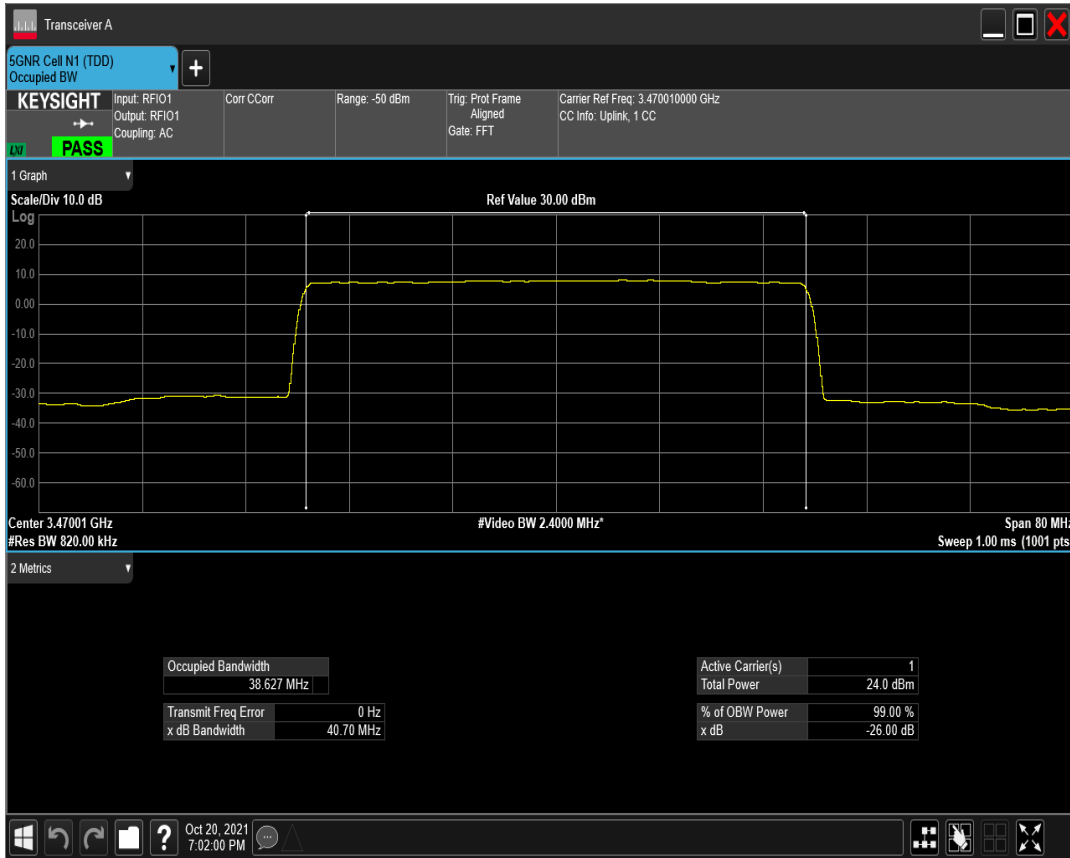 Transceiver A
5GNR Cell N1 (TDD)
Occupied BW
+
KEYSIGHT
LXI
PASS
Input: RFIO1
Output: RFIO1
Coupling: AC
Corr CCorr
Range: -50 dBm
Trig: Prot Frame
Aligned
Gate: FFT
Carrier Ref Freq: 3.470010000 GHz
CC Info: Uplink, 1 CC
1 Graph
Scale/Div 10.0 dB
Ref Value 30.00 dBm
Log
20.0
10.0
0.00
-10.0
-20.0
-30.0
-40.0
-50.0
-60.0
Center 3.47001 GHz
#Video BW 2.4000 MHz*
Span 80 MHz
#Res BW 820.00 kHz
Sweep 1.00 ms (1001 pts
2 Metrics
Occupied Bandwidth
38.627 MHz
Transmit Freq Error 0 Hz
x dB Bandwidth 40.70 MHz
Active Carrier(s) 1
Total Power 24.0 dBm
% of OBW Power 99.00 %
x dB -26.00 dB
?
Oct 20, 2021
7:02:00 PM